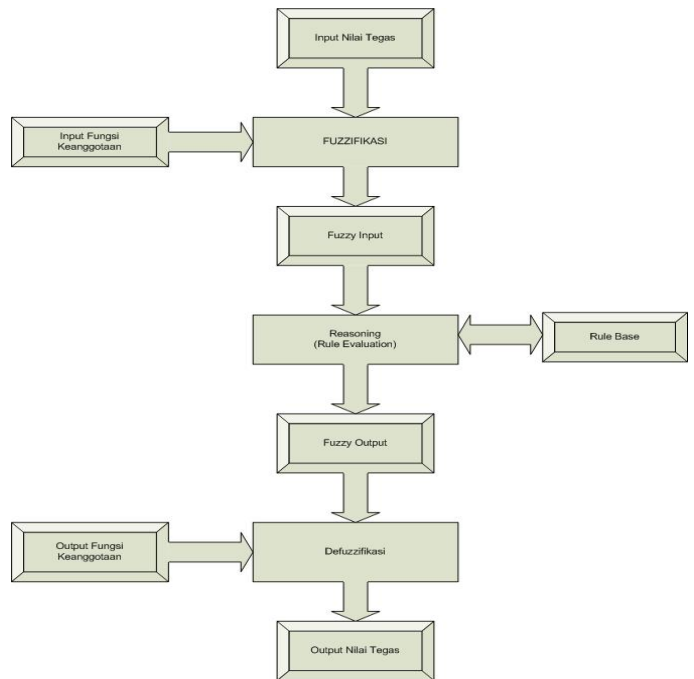 Input Nilai Tegas
Input Fungsi
Keanggotaan
FUZZIFIKASI
Fuzzy Input
Reasoning
(Rule Evaluation)
Rule Base
Fuzzy Output
Output Fungsi
Keanggotaan
Defuzzifikasi
Output Nilai Tegas